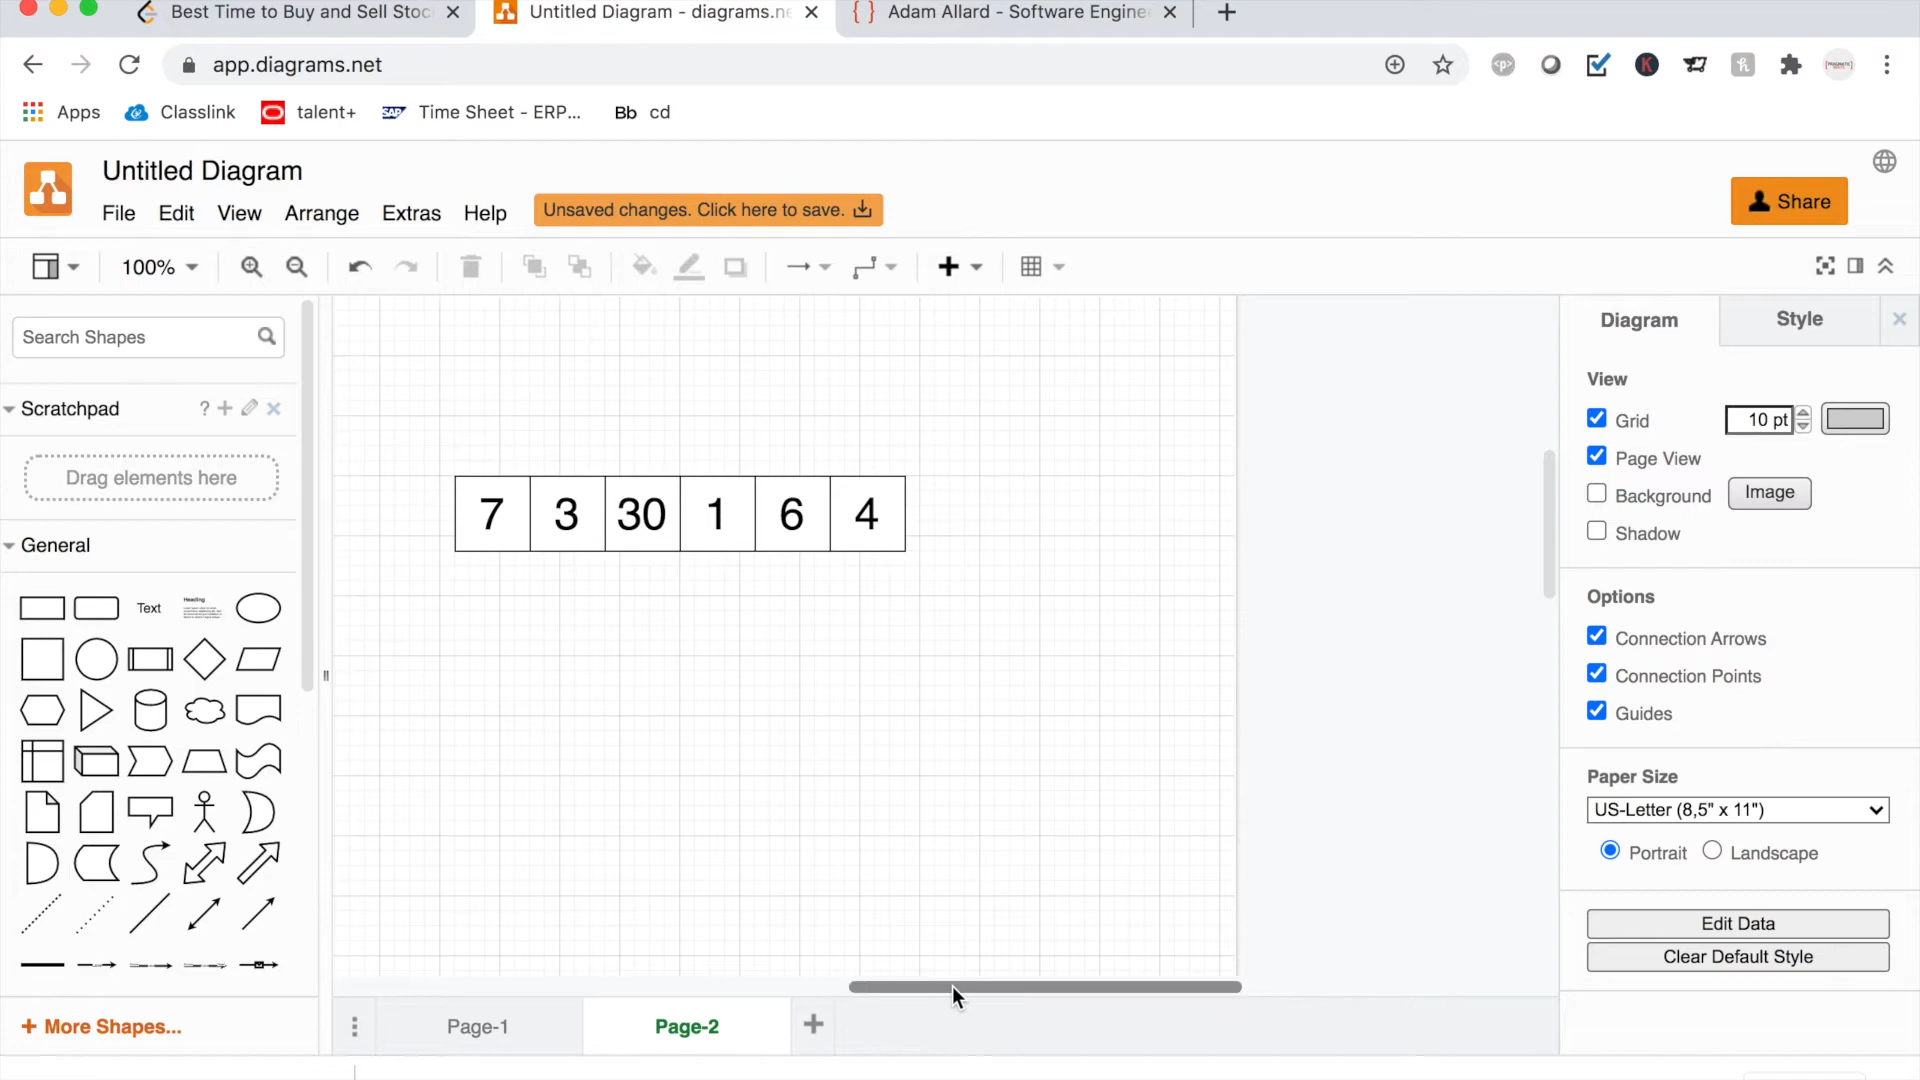 Best Time to Buy and Sell Stoc
Untitled Diagram - diagrams.ne
Adam Allard - Software Engine
app.diagrams.net
Apps
Classlink
talent+
SAP
Time Sheet - ERP...
Bb
cd
Untitled Diagram
File
Edit
View
Arrange
Extras
Help
Unsaved changes. Click here to save.
Share
100%
Search Shapes
Scratchpad
?
Drag elements here
General
Text
Heading
More Shapes...
7
3
30
1
6
4
Page-1
Page-2
Diagram
Style
View
Grid
10 pt
Page View
Background
Image
Shadow
Options
Connection Arrows
Connection Points
Guides
Paper Size
US-Letter (8,5" x 11")
Portrait
Landscape
Edit Data
Clear Default Style